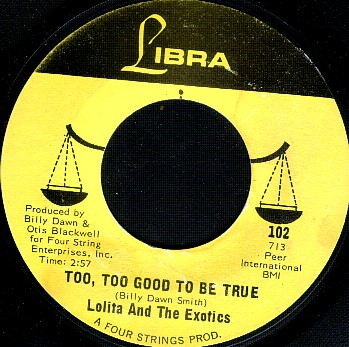 LIBRA
Produced by
Billy Dawn &
Otis Blackwell
for Four String
Enterprises, Inc.
Time: 2:57
102
713
Peer
International
BMI
TOO, TOO GOOD TO BE TRUE
(Billy Dawn Smith)
Lolita And The Exotics
A FOUR STRINGS PROD.